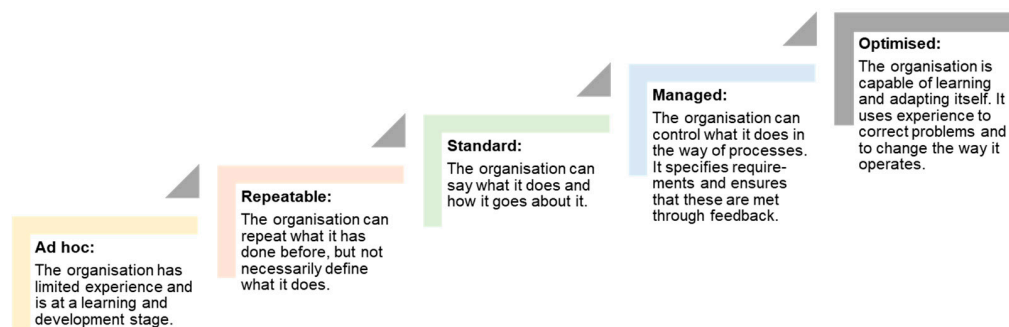 Ad hoc:
The organisation has
limited experience and
is at a learning and
development stage.
Repeatable:
The organisation can
repeat what it has
done before, but not
necessarily define
what it does.
Standard:
The organisation can
say what it does and
how it goes about it.
Managed:
The organisation can
control what it does in
the way of processes.
It specifies require-
ments and ensures
that these are met
through feedback.
Optimised:
The organisation is
capable of learning
and adapting itself. It
uses experience to
correct problems and
to change the way it
operates.